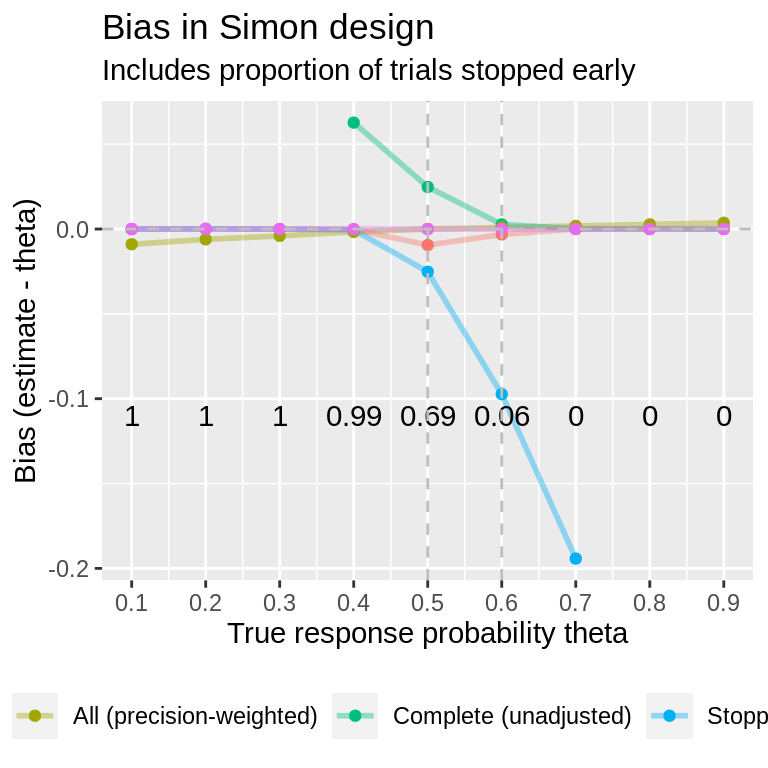 Bias in Simon design
Includes proportion of trials stopped early
Bias (estimate - theta)
0.0
-0.1
-0.2
1 1 1 0.99 0.69 0.06 0 0 0
0.1 0.2 0.3 0.4 0.5 0.6 0.7 0.8 0.9
True response probability theta
All (precision-weighted) Complete (unadjusted) Stopp